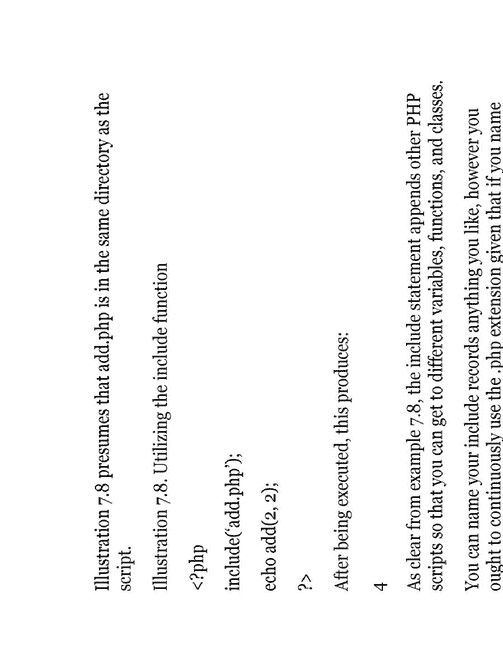 Illustration 7.8 presumes that add.php is in the same directory as the
script.
Illustration 7.8. Utilizing the include function
<?php
include(‘add.php’);
echo add(2, 2);
?>
After being executed, this produces:
4
As clear from example 7.8, the include statement appends other PHP
scripts so that you can get to different variables, functions, and classes.
You can name your include records anything you like, however you
ought to continuously use the .php extension given that if you name